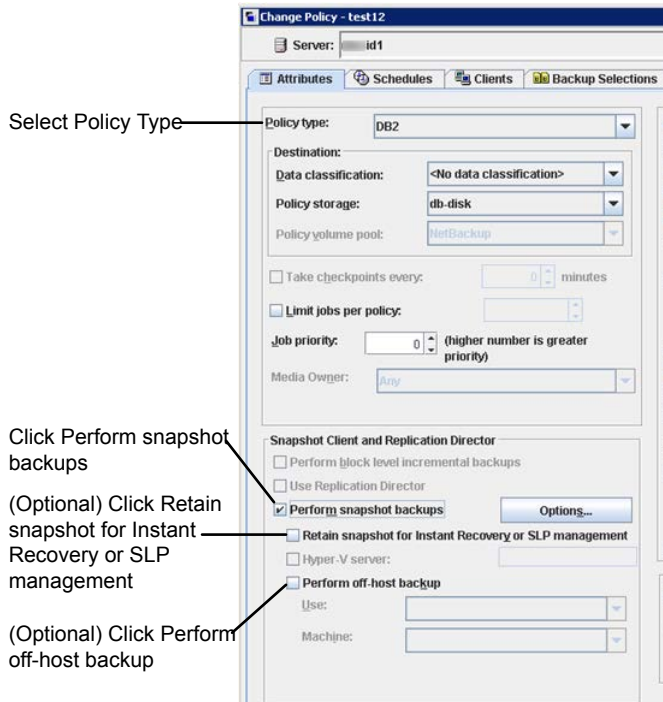 Change Policy - test12
Server: id1
Attributes Schedules Clients Backup Selections
Select Policy Type
Policy type: DB2
Destination:
Data classification: <No data classification>
Policy storage: db-disk
Policy volume pool: NetBackup
Take checkpoints every: 0 minutes
Limit jobs per policy:
Job priority: 0 (higher number is greater
priority)
Media Owner: Any
Click Perform snapshot
backups
(Optional) Click Retain
snapshot for Instant
Recovery or SLP
management
(Optional) Click Perform
off-host backup
Snapshot Client and Replication Director
Perform block level incremental backups
Use Replication Director
Perform snapshot backups Options...
Retain snapshot for Instant Recovery or SLP management
Hyper-V server:
Perform off-host backup
Use:
Machine: